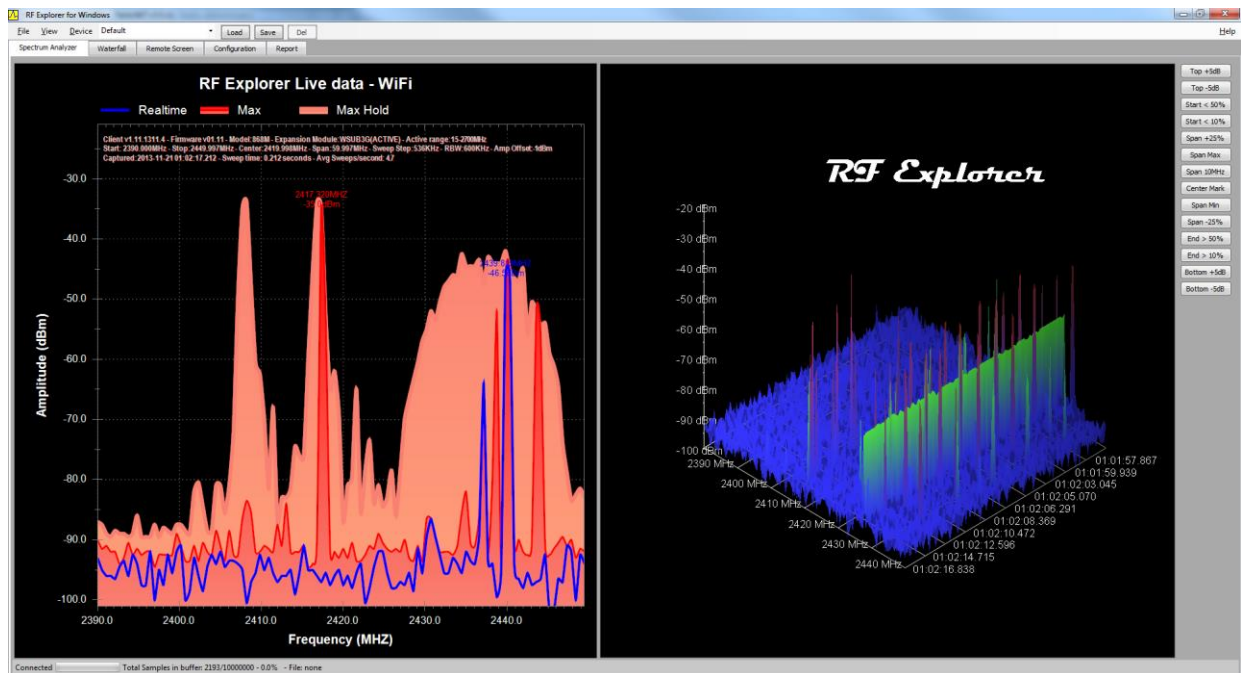 RF Explorer for Windows
File View Device Default Load Save Del Help
Spectrum Analyzer Waterfall Remote Screen Configuration Report
RF Explorer Live data - WiFi
Realtime Max Max Hold
Client v1.11.1311.4 - Firmware v01.11 - Model:868M - Expansion Module:WSUB3G(ACTIVE) - Active range:15-2700MHz
Start: 2390.000MHz - Stop:2449.997MHz - Center:2419.998MHz - Span:59.997MHz - Sweep Step:536KHz - RBW:600KHz - Amp Offset:-1dBm
Captured:2013-11-21 01:02:17.212 - Sweep time: 0.212 seconds - Avg Sweeps/second: 4.7
-30.0
-40.0
-50.0
-60.0
-70.0
-80.0
-90.0
-100.0
Amplitude (dBm)
2390.0 2400.0 2410.0 2420.0 2430.0 2440.0
Frequency (MHZ)
RF Explorer
-20 dBm
-30 dBm
-40 dBm
-50 dBm
-60 dBm
-70 dBm
-80 dBm
-90 dBm
-100 dBm
2390 MHz
2400 MHz
2410 MHz
2420 MHz
2430 MHz
2440 MHz
01:01:57.867
01:01:59.939
01:02:03.045
01:02:05.070
01:02:06.291
01:02:08.369
01:02:10.472
01:02:12.596
01:02:14.715
01:02:16.838
Top +5dB
Top -5dB
Start < 50%
Start < 10%
Span +25%
Span Max
Span 10MHz
Center Mark
Span Min
Span -25%
End > 50%
End > 10%
Bottom +5dB
Bottom -5dB
Connected Total Samples in buffer: 2193/10000000 - 0.0% - File: none